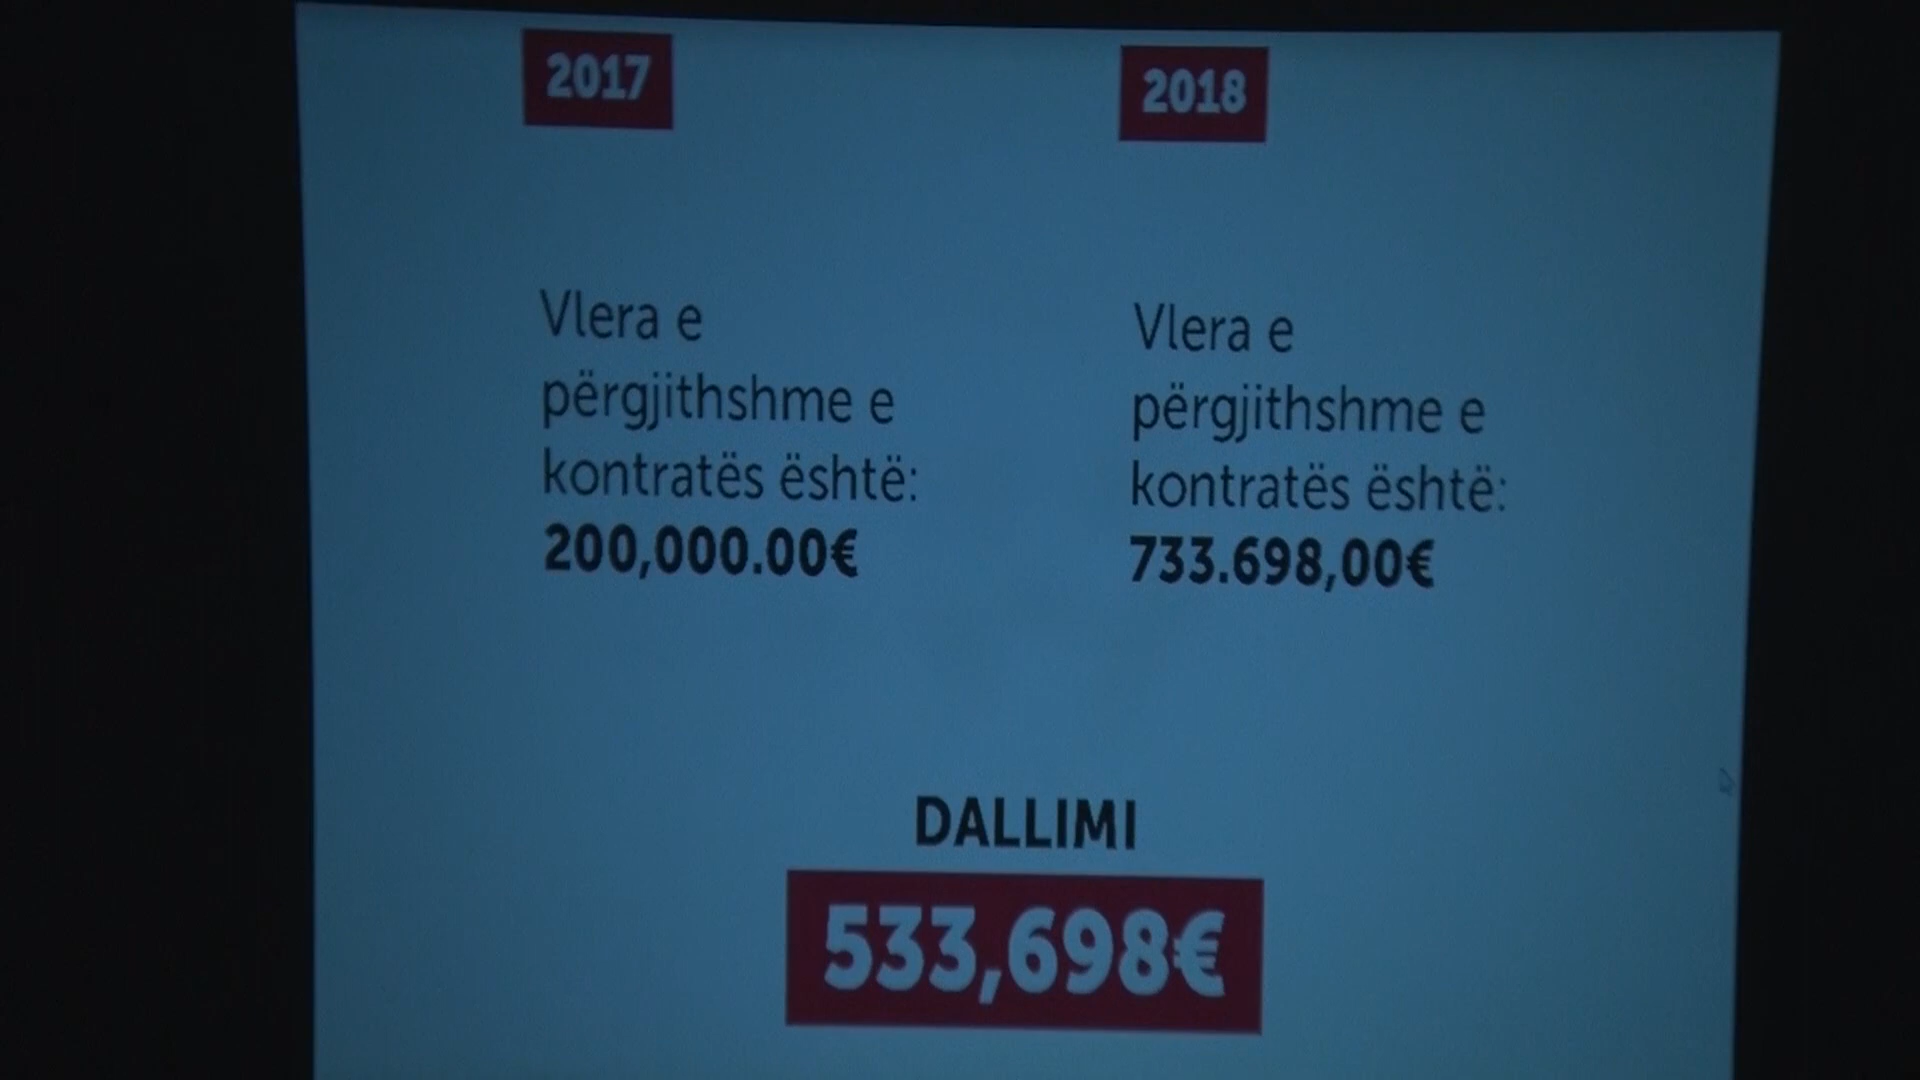 2017
Vlera e
përgjithshme e
kontratës është:
200,000.00€
2018
Vlera e
përgjithshme e
kontratës është:
733.698,00€
DALLIMI
533,698€